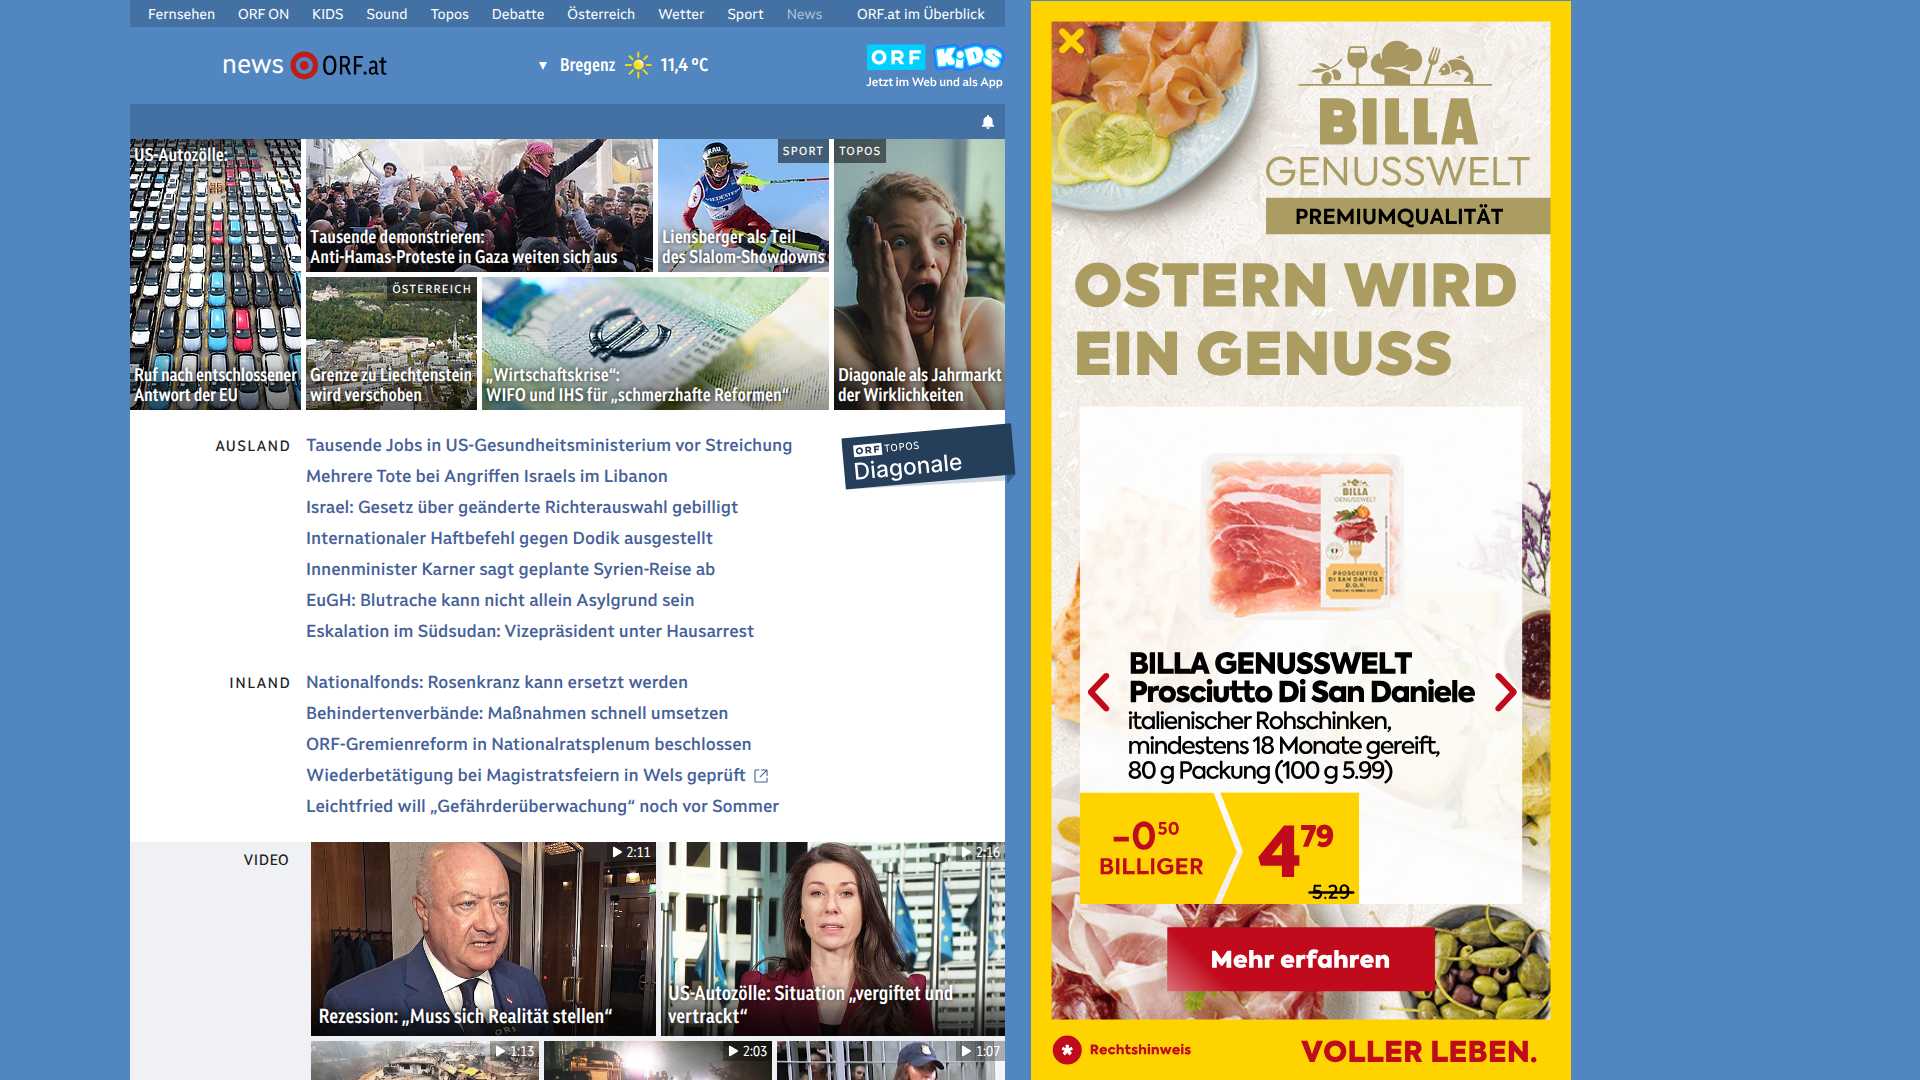 Fernsehen ORF ON KIDS Sound Topos Debatte Österreich Wetter Sport News ORF.at im Überblick
news ORF.at
▼ Bregenz 11,4 °C
ORF KiDS
Jetzt im Web und als App
US-Autozölle:
Ruf nach entschlossener
Antwort der EU
Tausende demonstrieren:
Anti-Hamas-Proteste in Gaza weiten sich aus
SPORT
Liensberger als Teil
des Slalom-Showdowns
TOPOS
Diagonale als Jahrmarkt
der Wirklichkeiten
ÖSTERREICH
Grenze zu Liechtenstein
wird verschoben
„Wirtschaftskrise“:
WIFO und IHS für „schmerzhafte Reformen“
AUSLAND
Tausende Jobs in US-Gesundheitsministerium vor Streichung
Mehrere Tote bei Angriffen Israels im Libanon
Israel: Gesetz über geänderte Richterauswahl gebilligt
Internationaler Haftbefehl gegen Dodik ausgestellt
Innenminister Karner sagt geplante Syrien-Reise ab
EuGH: Blutrache kann nicht allein Asylgrund sein
Eskalation im Südsudan: Vizepräsident unter Hausarrest
ORF TOPOS
Diagonale
INLAND
Nationalfonds: Rosenkranz kann ersetzt werden
Behindertenverbände: Maßnahmen schnell umsetzen
ORF-Gremienreform in Nationalratsplenum beschlossen
Wiederbetätigung bei Magistratsfeiern in Wels geprüft
Leichtfried will „Gefährderüberwachung“ noch vor Sommer
VIDEO
2:11
Rezession: „Muss sich Realität stellen“
2:16
US-Autozölle: Situation „vergiftet und
vertrackt“
1:13
2:03
1:07
BILLA
GENUSSWELT
PREMIUMQUALITÄT
OSTERN WIRD
EIN GENUSS
BILLA
GENUSSWELT
PROSCIUTTO
DI SAN DANIELE
D.O.P.
BILLA GENUSSWELT
Prosciutto Di San Daniele
italienischer Rohschinken,
mindestens 18 Monate gereift,
80 g Packung (100 g 5.99)
-0 50
BILLIGER
4 79
5.29
Mehr erfahren
* Rechtshinweis
VOLLER LEBEN.